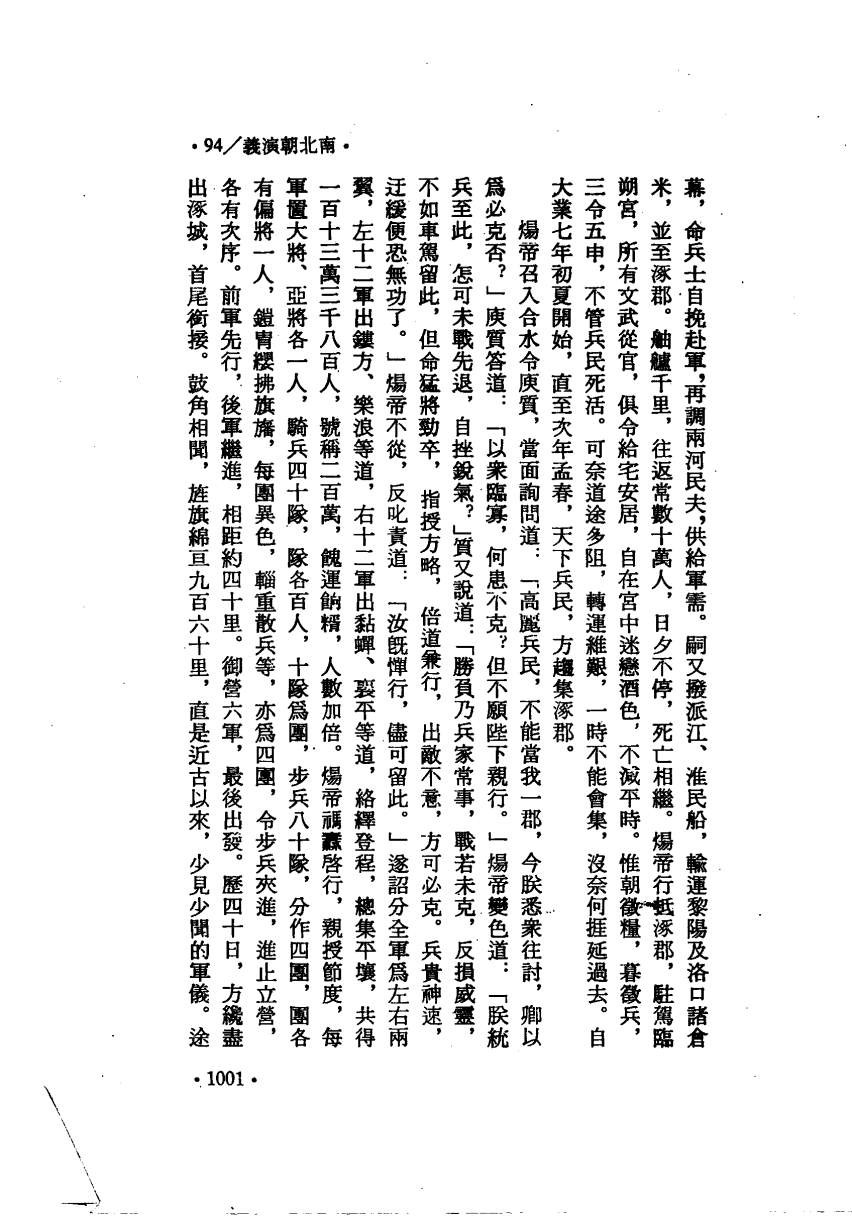 •94／義演朝北南•
幕，命兵士自挽赴軍，再調兩河民夫，供給軍需。嗣又撥派江、淮民船，輸運黎陽及洛口諸倉
米，並至涿郡。舳艫千里，往返常數十萬人，日夕不停，死亡相繼。煬帝行抵涿郡，駐駕臨
朔宮，所有文武從官，俱令給宅安居，自在宮中迷戀酒色，不減平時。惟朝徵糧，暮徵兵，
三令五申，不管兵民死活。可奈道途多阻，轉運維艱，一時不能會集，沒奈何捱延過去。自
大業七年初夏開始，直至次年孟春，天下兵民，方趨集涿郡。
煬帝召入合水令庾質，當面詢問道：「高麗兵民，不能當我一郡，今朕悉衆往討，卿以
爲必克否？」庾質答道：「以衆臨寡，何患不克？但不願陛下親行。」煬帝變色道：「朕統
兵至此，怎可未戰先退，自挫銳氣？」質又說道：「勝負乃兵家常事，戰若未克，反損威靈，
不如車駕留此，但命猛將勁卒，指授方略，倍道兼行，出敵不意，方可必克。兵貴神速，
迂緩便恐無功了。」煬帝不從，反叱責道：「汝旣憚行，儘可留此。」遂詔分全軍爲左右兩
翼，左十二軍出鏤方、樂浪等道，右十二軍出黏蟬、襄平等道，絡繹登程，總集平壤，共得
一百十三萬三千八百人，號稱二百萬，餽運餉糈，人數加倍。煬帝禡纛啓行，親授節度，每
軍置大將、亞將各一人，騎兵四十隊，隊各百人，十隊爲團，步兵八十隊，分作四團，團各
有偏將一人，鎧冑纓拂旗旛，每團異色，輜重散兵等，亦爲四團，令步兵夾進，進止立營，
各有次序。前軍先行，後軍繼進，相距約四十里。御營六軍，最後出發。歷四十日，方纔盡
出涿城，首尾銜接。鼓角相聞，旌旗綿亙九百六十里，直是近古以來，少見少聞的軍儀。途
•1001•